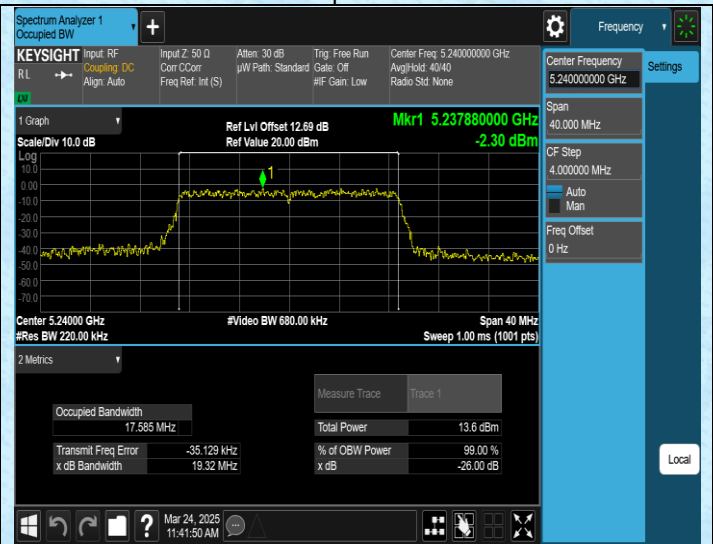 Spectrum Analyzer 1
Occupied BW
Frequency
KEYSIGHT
RL
LXI
Input: RF
Coupling: DC
Align: Auto
Input Z: 50 Ω
Corr CCorr
Freq Ref: Int (S)
Atten: 30 dB
µW Path: Standard
Trig: Free Run
Gate: Off
#IF Gain: Low
Center Freq: 5.240000000 GHz
Avg|Hold: 40/40
Radio Std: None
Center Frequency
5.240000000 GHz
Settings
Span
40.000 MHz
CF Step
4.000000 MHz
Auto
Man
Freq Offset
0 Hz
1 Graph
Scale/Div 10.0 dB
Ref Lvl Offset 12.69 dB
Ref Value 20.00 dBm
Mkr1 5.237880000 GHz
-2.30 dBm
Log
10.0
0.00
-10.0
-20.0
-30.0
-40.0
-50.0
-60.0
-70.0
1
Center 5.24000 GHz
#Res BW 220.00 kHz
#Video BW 680.00 kHz
Span 40 MHz
Sweep 1.00 ms (1001 pts)
2 Metrics
Measure Trace Trace 1
Occupied Bandwidth
17.585 MHz
Total Power 13.6 dBm
Transmit Freq Error -35.129 kHz
% of OBW Power 99.00 %
x dB Bandwidth 19.32 MHz
x dB -26.00 dB
Local
Mar 24, 2025
11:41:50 AM